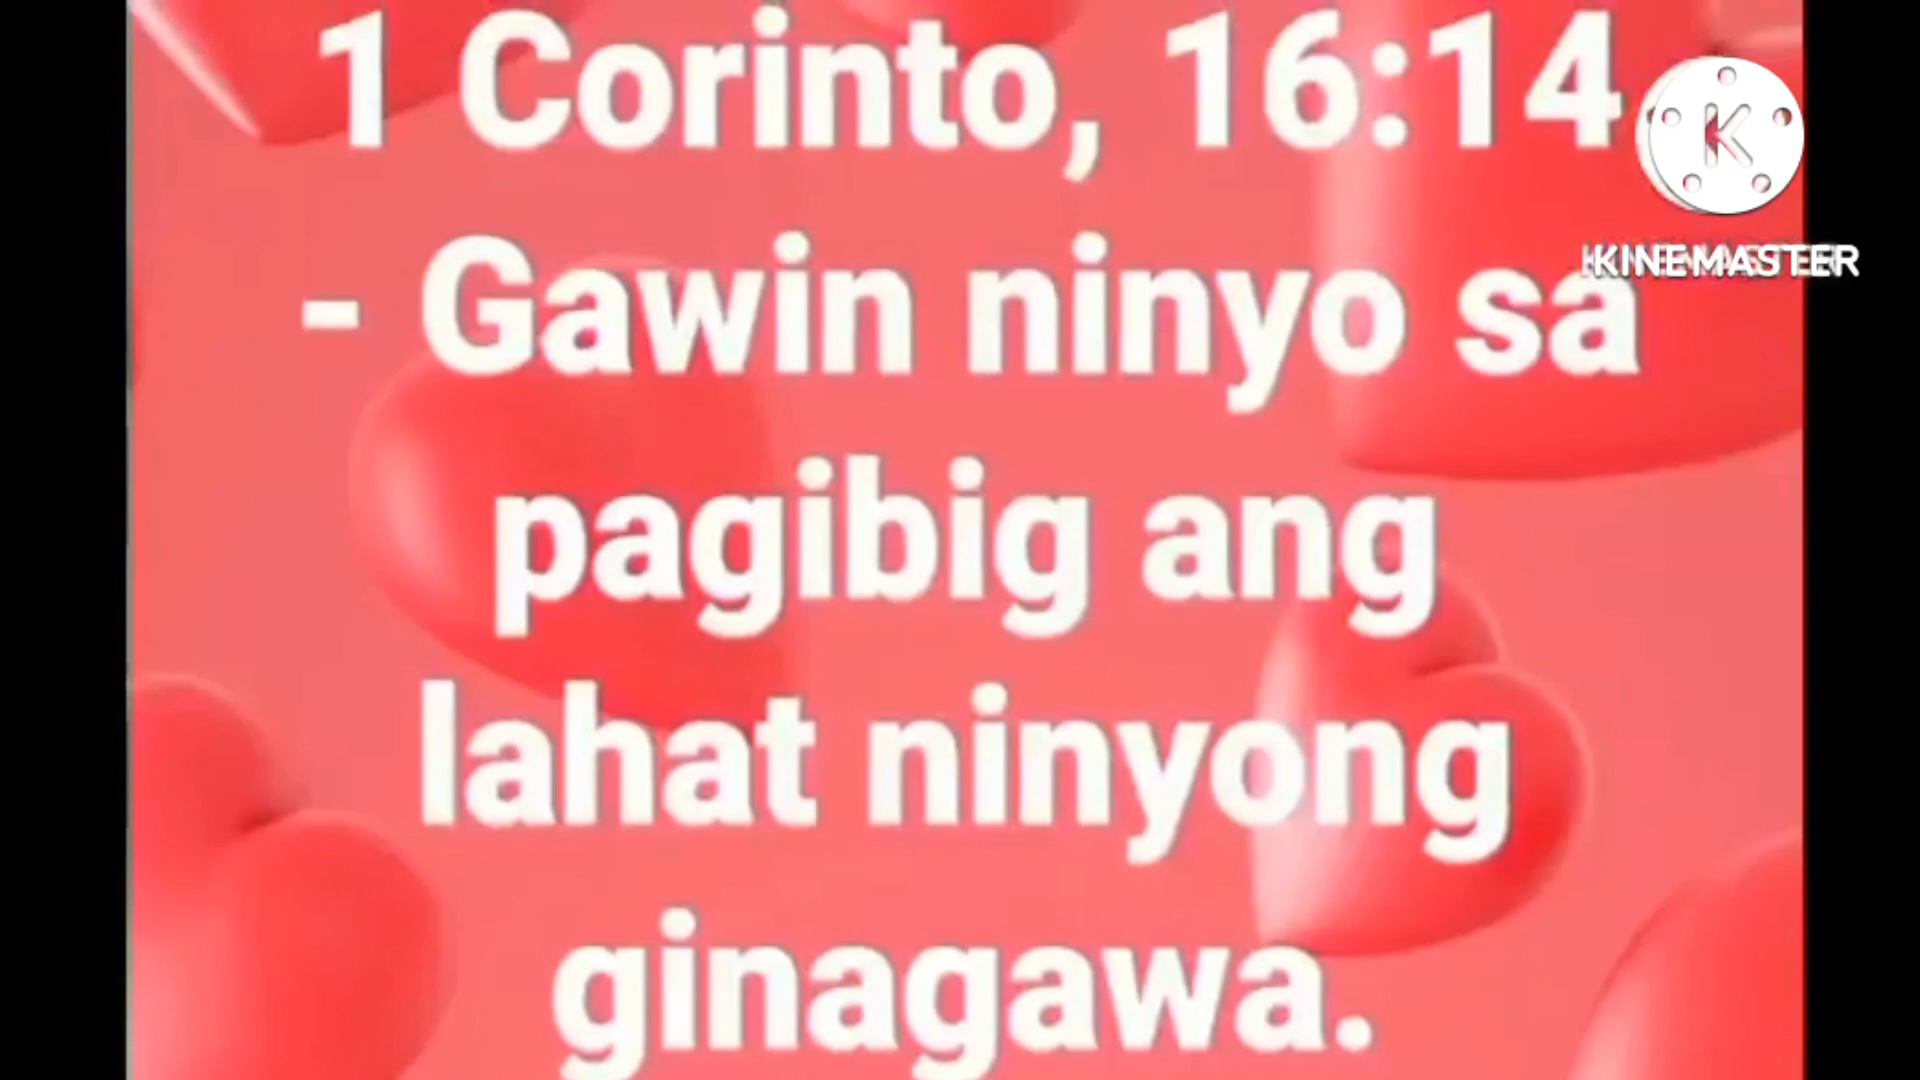 1 Corinto, 16:14
- Gawin ninyo sa
pagibig ang
lahat ninyong
ginagawa.
KINEMASTER